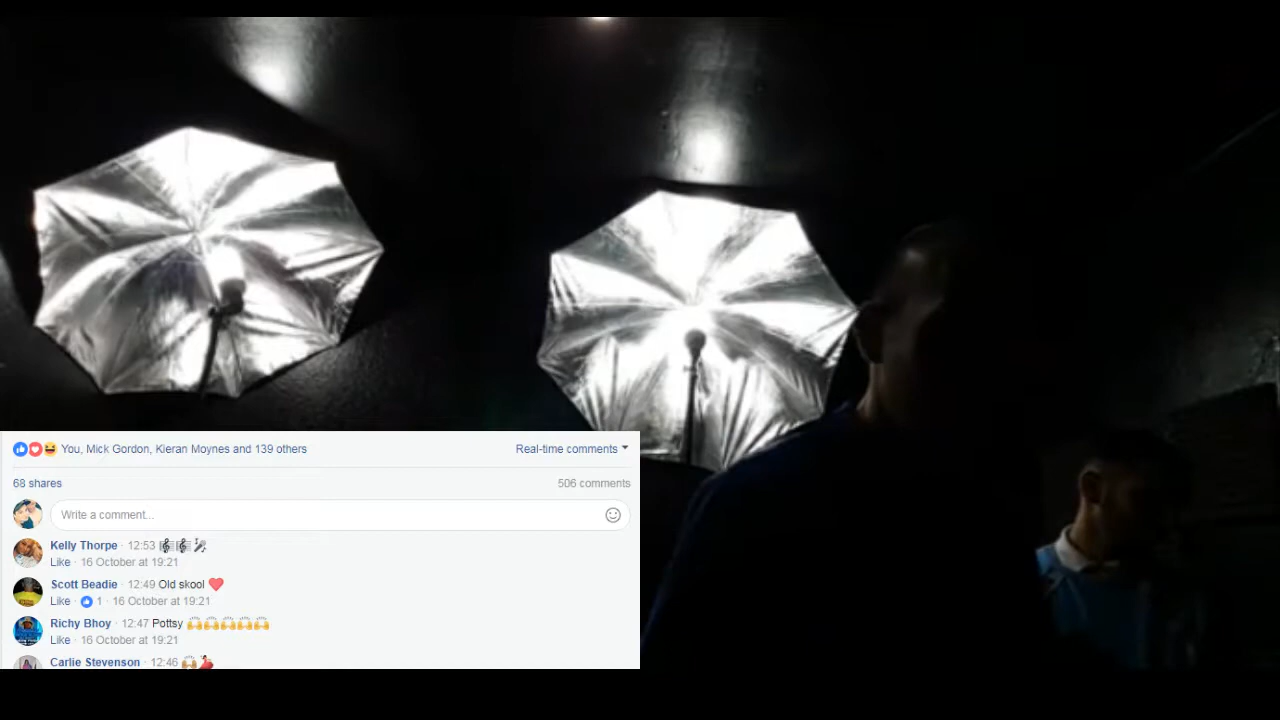 You, Mick Gordon, Kieran Moynes and 139 others
Real-time comments
68 shares
506 comments
Write a comment...
Kelly Thorpe · 12:53
Like · 16 October at 19:21
Scott Beadie · 12:49 Old skool
Like · 1 · 16 October at 19:21
Richy Bhoy · 12:47 Pottsy
Like · 16 October at 19:21
Carlie Stevenson · 12:46